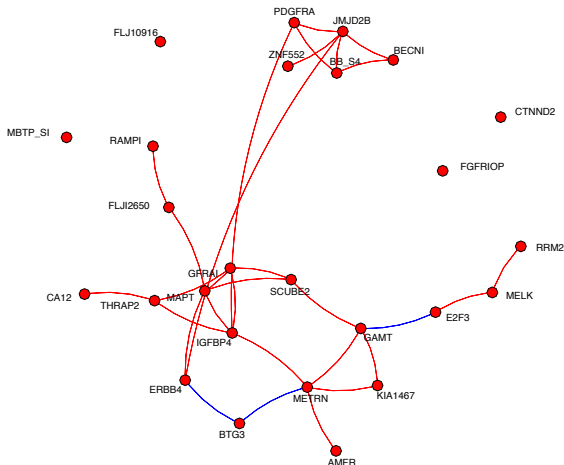 PDGFRA
JMJD2B
FLJ10916
ZNF552
BB_S4
BECNI
CTNND2
MBTP_SI
RAMPI
FGFRIOP
FLJI2650
RRM2
GFRAI
SCUBE2
CA12
THRAP2
MAPT
MELK
IGFBP4
GAMT
E2F3
ERBB4
METRN
KIA1467
BTG3
AMFR